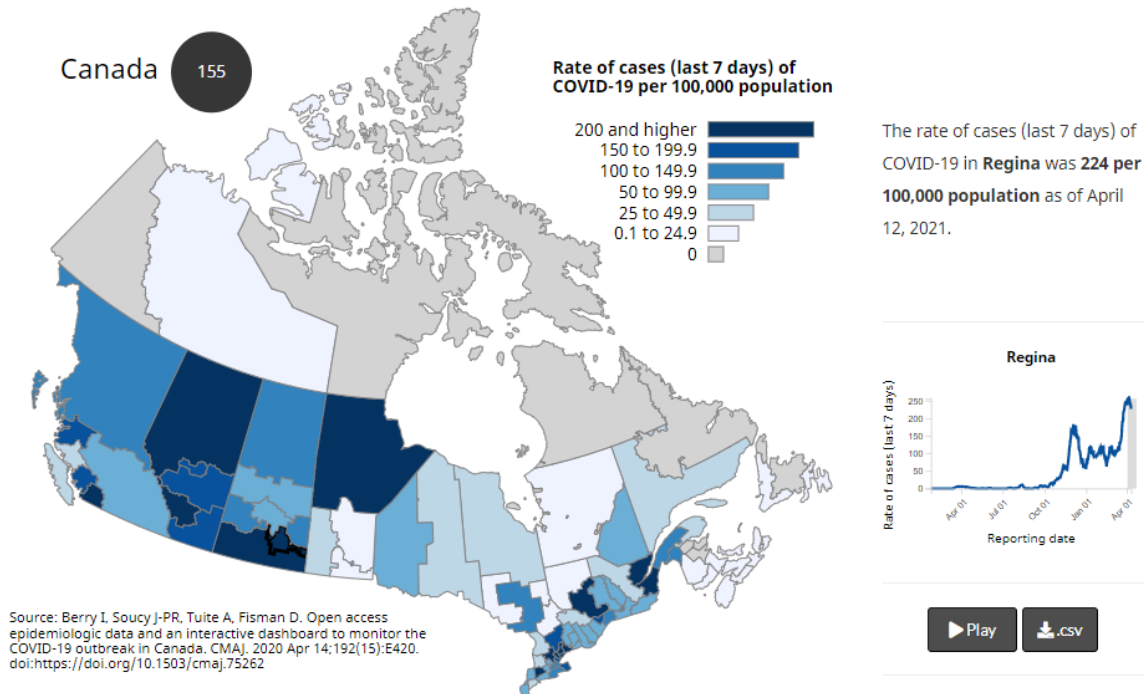 Canada
155
Rate of cases (last 7 days) of
COVID-19 per 100,000 population
200 and higher
150 to 199.9
100 to 149.9
50 to 99.9
25 to 49.9
0.1 to 24.9
0
The rate of cases (last 7 days) of
COVID-19 in Regina was 224 per
100,000 population as of April
12, 2021.
Regina
Rate of cases (last 7 days)
250
200
150
100
50
0
Apr 01
Jul 01
Oct 01
Jan 01
Apr 01
Reporting date
Source: Berry I, Soucy J-PR, Tuite A, Fisman D. Open access
epidemiologic data and an interactive dashboard to monitor the
COVID-19 outbreak in Canada. CMAJ. 2020 Apr 14;192(15):E420.
doi:https://doi.org/10.1503/cmaj.75262
Play
.csv